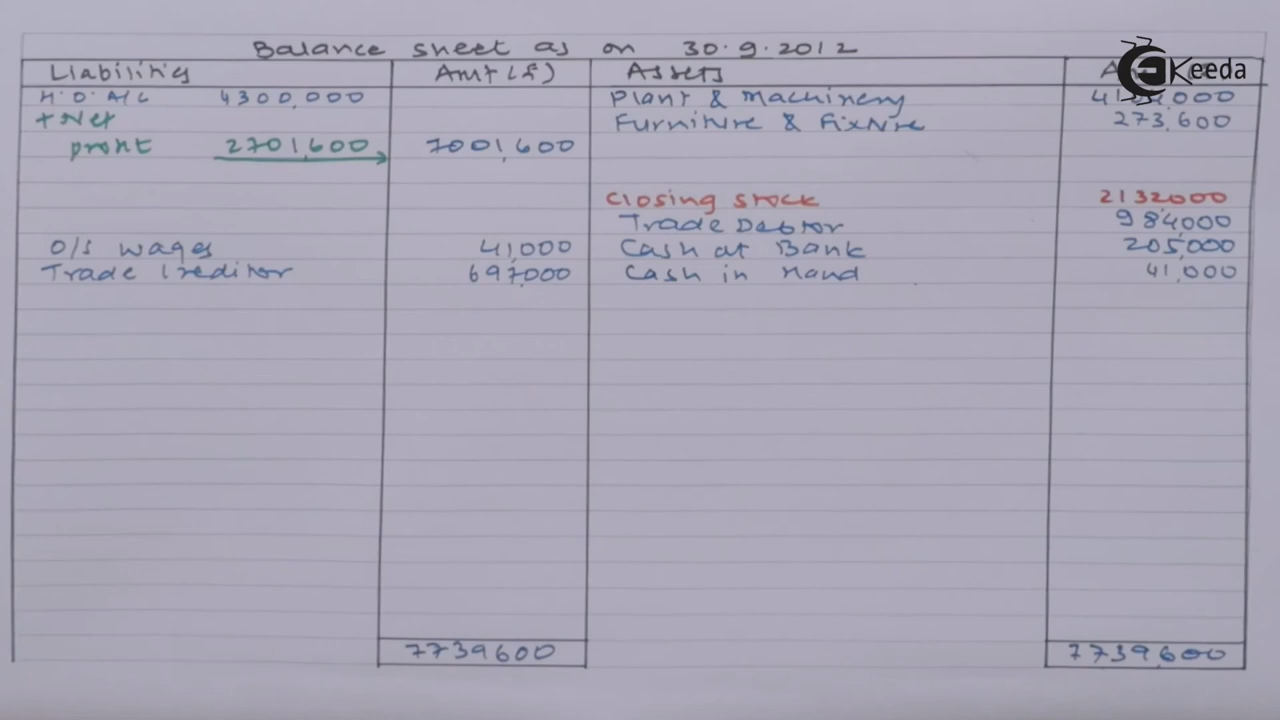 Balance sheet as on 30.9.2012
Liabilities Amt (₹) Assets
H.O. A/c 4300,000 Plant & Machinery
+ Net Furniture & Fixture 273,600
profit 2701,600 7001,600
Closing stock 2132000
Trade Debtor 984000
O/S wages 41,000 Cash at Bank 205,000
Trade Creditor 697000 Cash in Hand 41,000
7739600 7739600
Keeda